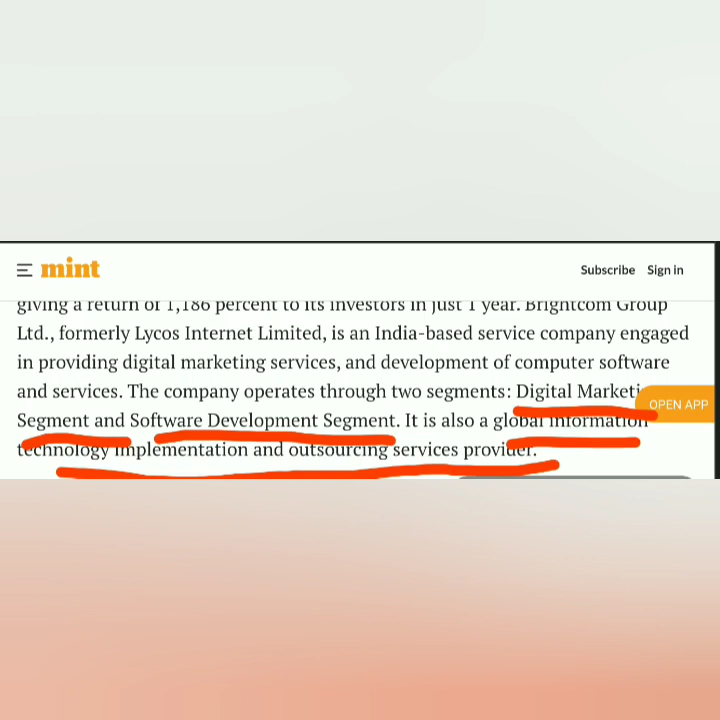 mint
Subscribe Sign in
giving a return of 1,186 percent to its investors in just 1 year. Brightcom Group
Ltd., formerly Lycos Internet Limited, is an India-based service company engaged
in providing digital marketing services, and development of computer software
and services. The company operates through two segments: Digital Marketi
OPEN APP
Segment and Software Development Segment. It is also a global information
technology implementation and outsourcing services provider.